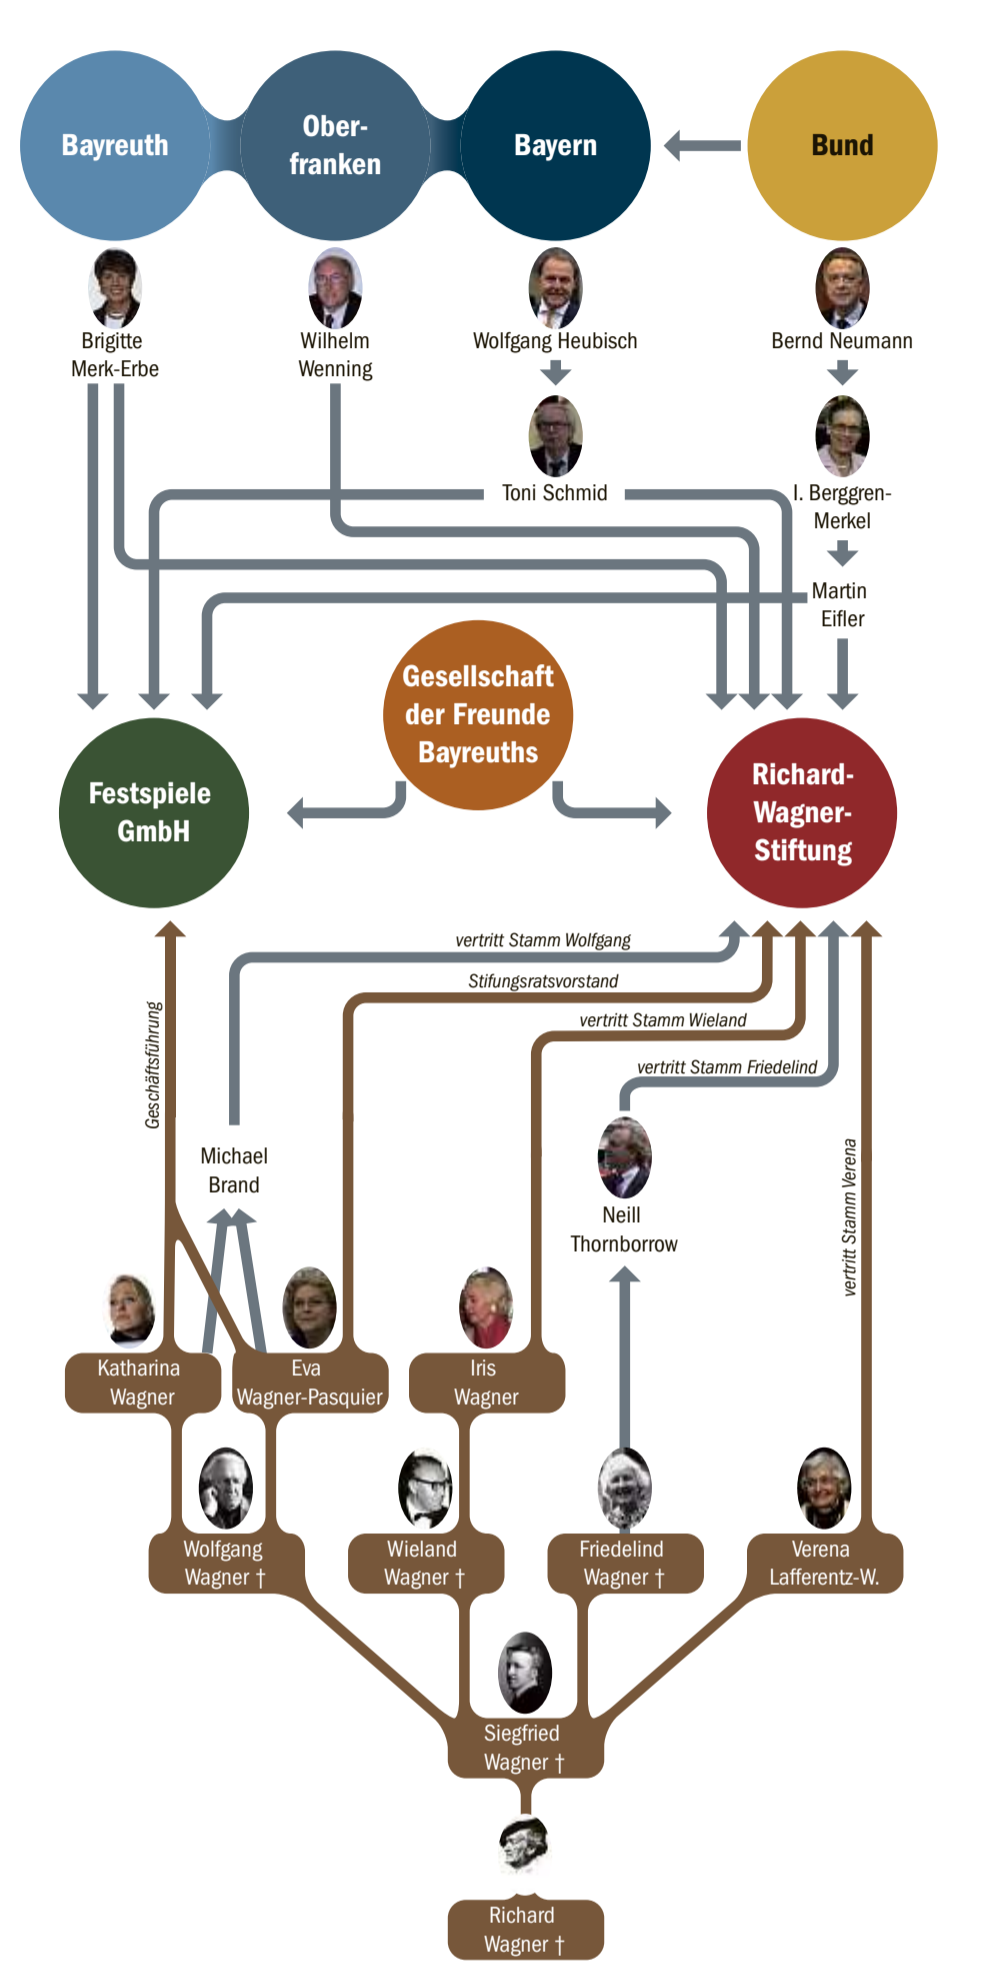 Bayreuth
Ober-
franken
Bayern
Bund
Brigitte
Merk-Erbe
Wilhelm
Wenning
Wolfgang Heubisch
Bernd Neumann
Toni Schmid
I. Berggren-
Merkel
Martin
Eifler
Gesellschaft
der Freunde
Bayreuths
Festspiele
GmbH
Richard-
Wagner-
Stiftung
vertritt Stamm Wolfgang
Stifungsratsvorstand
vertritt Stamm Wieland
vertritt Stamm Friedelind
Geschäftsführung
vertritt Stamm Verena
Michael
Brand
Neill
Thornborrow
Katharina
Wagner
Eva
Wagner-Pasquier
Iris
Wagner
Wolfgang
Wagner †
Wieland
Wagner †
Friedelind
Wagner †
Verena
Lafferentz-W.
Siegfried
Wagner †
Richard
Wagner †